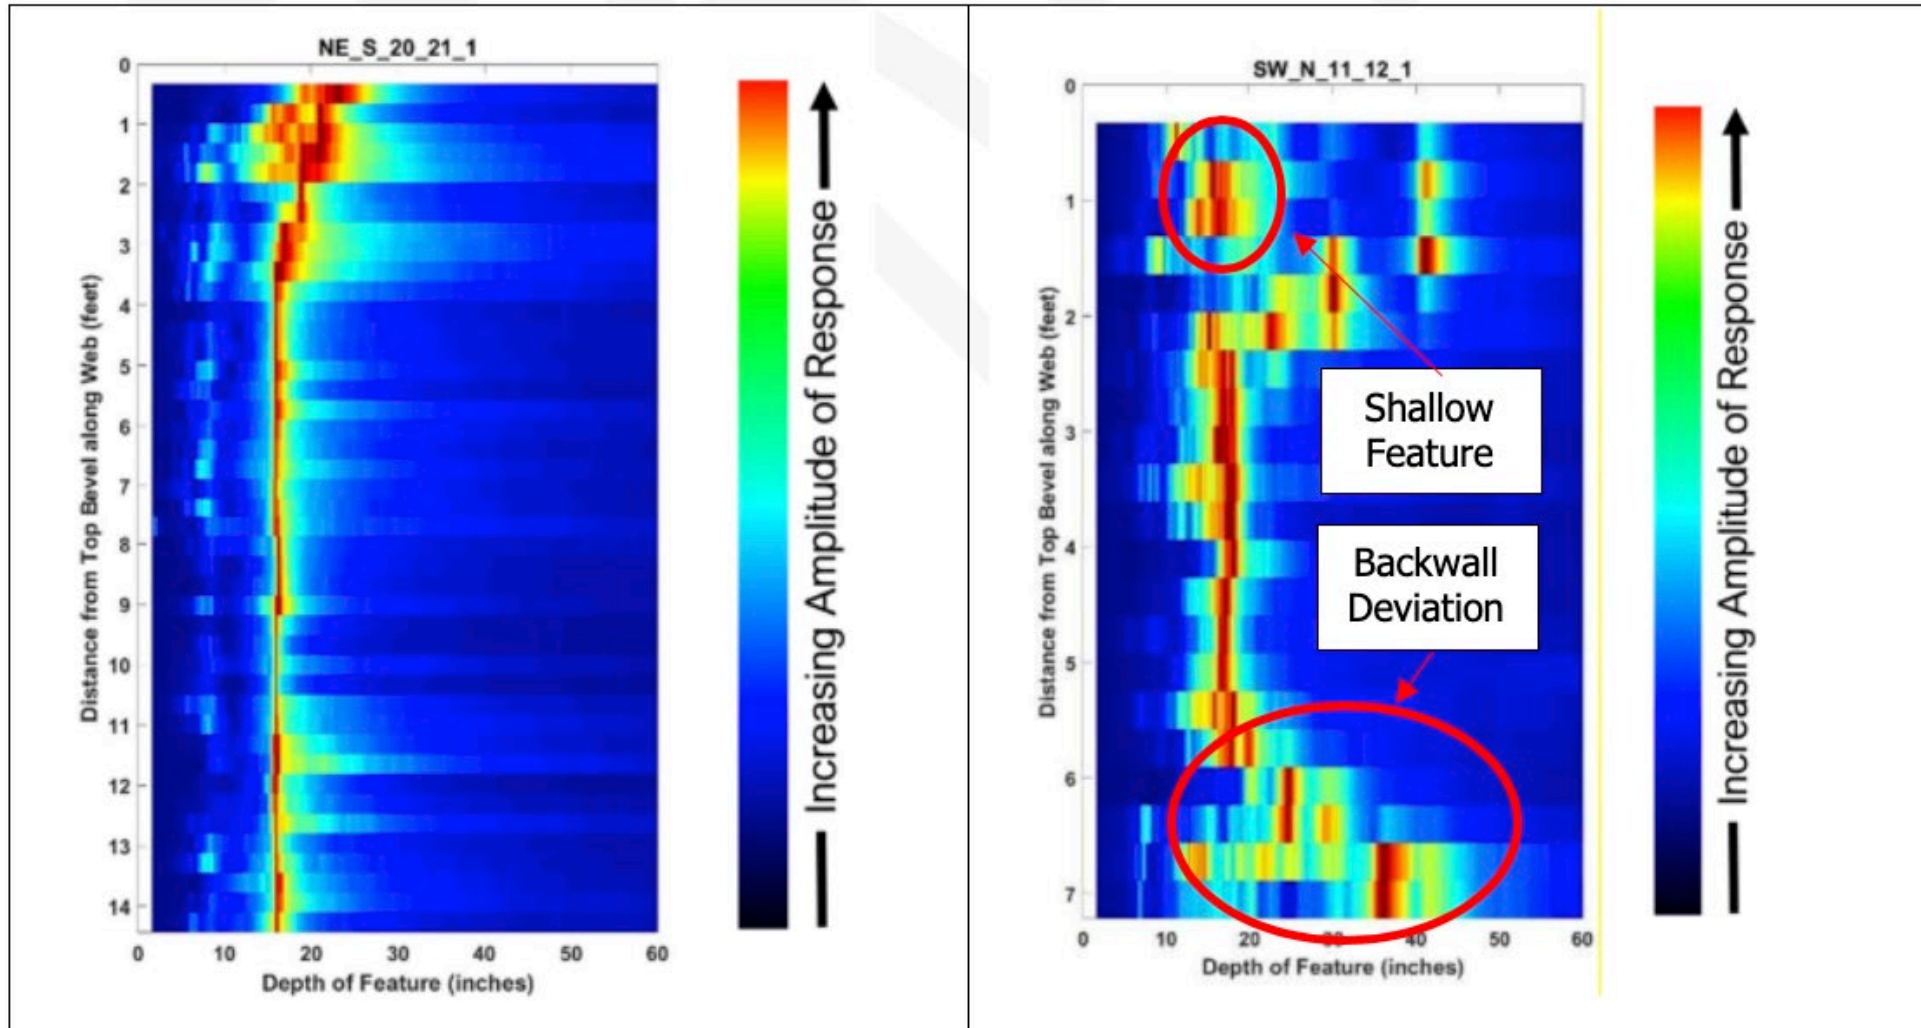 NE_S_20_21_1
0
1
2
3
4
5
6
7
8
9
10
11
12
13
14
Distance from Top Bevel along Web (feet)
0 10 20 30 40 50 60
Depth of Feature (inches)
Increasing Amplitude of Response
SW_N_11_12_1
0
1
2
3
4
5
6
7
Distance from Top Bevel along Web (feet)
Shallow
Feature
Backwall
Deviation
0 10 20 30 40 50 60
Depth of Feature (inches)
Increasing Amplitude of Response